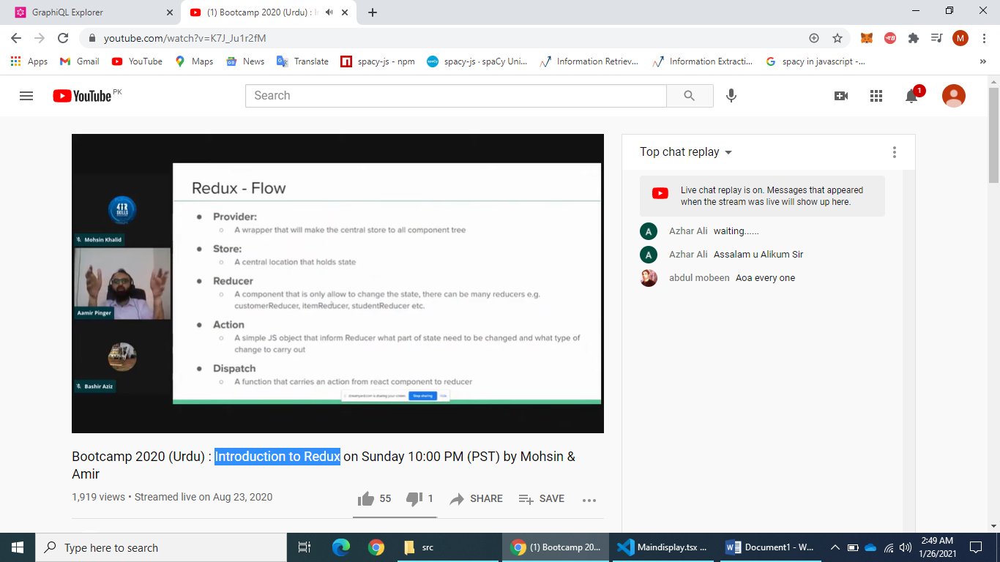 GraphiQL Explorer
(1) Bootcamp 2020 (Urdu) : I
youtube.com/watch?v=K7J_Ju1r2fM
M
Apps
Gmail
YouTube
Maps
News
Translate
spacy-js - npm
spacy-js · spaCy Uni...
Information Retriev...
Information Extracti...
spacy in javascript -...
YouTube PK
Search
1
Redux - Flow
● Provider:
○ A wrapper that will make the central store to all component tree
● Store:
○ A central location that holds state
● Reducer
○ A component that is only allow to change the state, there can be many reducers e.g.
customerReducer, itemReducer, studentReducer etc.
● Action
○ A simple JS object that inform Reducer what part of state need to be changed and what type of
change to carry out
● Dispatch
○ A function that carries an action from react component to reducer
streamyard.com is sharing your screen. Stop sharing Hide
4IR SKILLS
Mohsin Khalid
Aamir Pinger
Bashir Aziz
Bootcamp 2020 (Urdu) : Introduction to Redux on Sunday 10:00 PM (PST) by Mohsin &
Amir
1,919 views • Streamed live on Aug 23, 2020
55
1
SHARE
SAVE
Top chat replay
Live chat replay is on. Messages that appeared
when the stream was live will show up here.
A Azhar Ali waiting......
A Azhar Ali Assalam u Alikum Sir
abdul mobeen Aoa every one
Type here to search
src
(1) Bootcamp 20...
Maindisplay.tsx ...
Document1 - W...
2:49 AM
1/26/2021